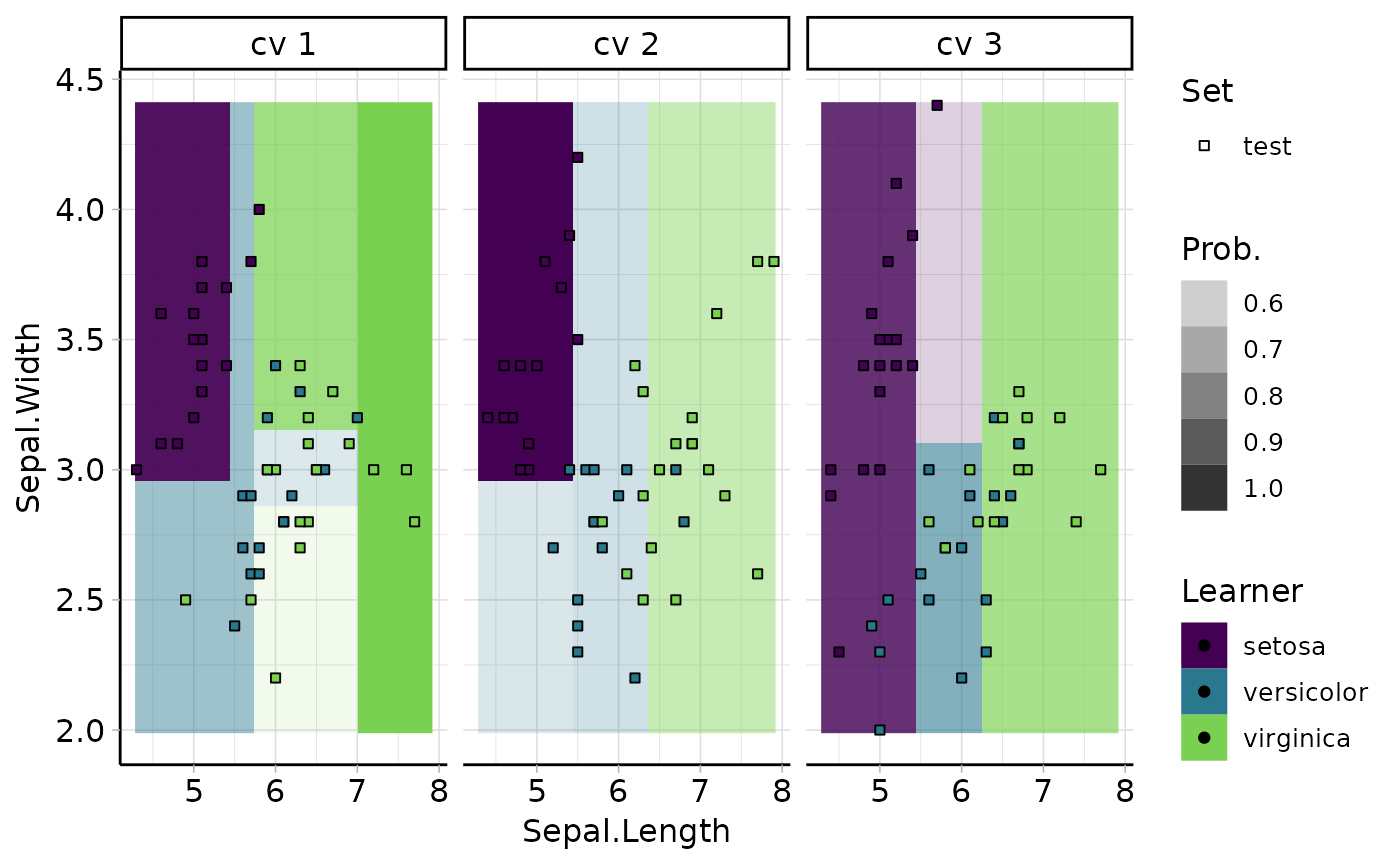 cv 1
cv 2
cv 3
4.5
4.0
3.5
3.0
2.5
2.0
Sepal.Width
5 6 7 8
5 6 7 8
5 6 7 8
Sepal.Length
Set
test
Prob.
0.6
0.7
0.8
0.9
1.0
Learner
setosa
versicolor
virginica